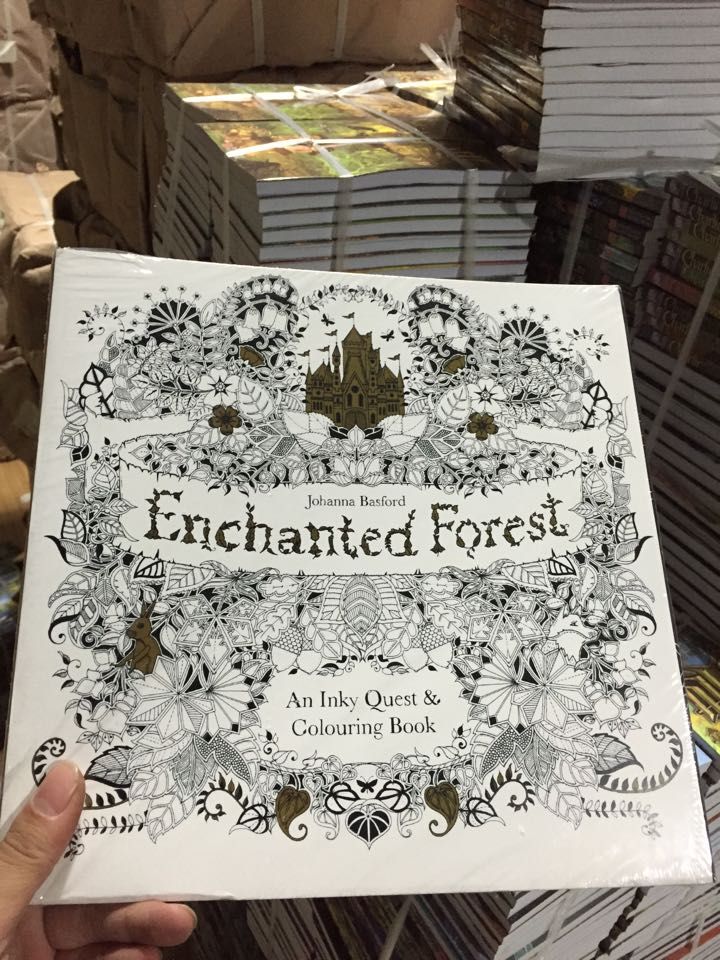 Johanna Basford
Enchanted Forest
An Inky Quest &
Colouring Book